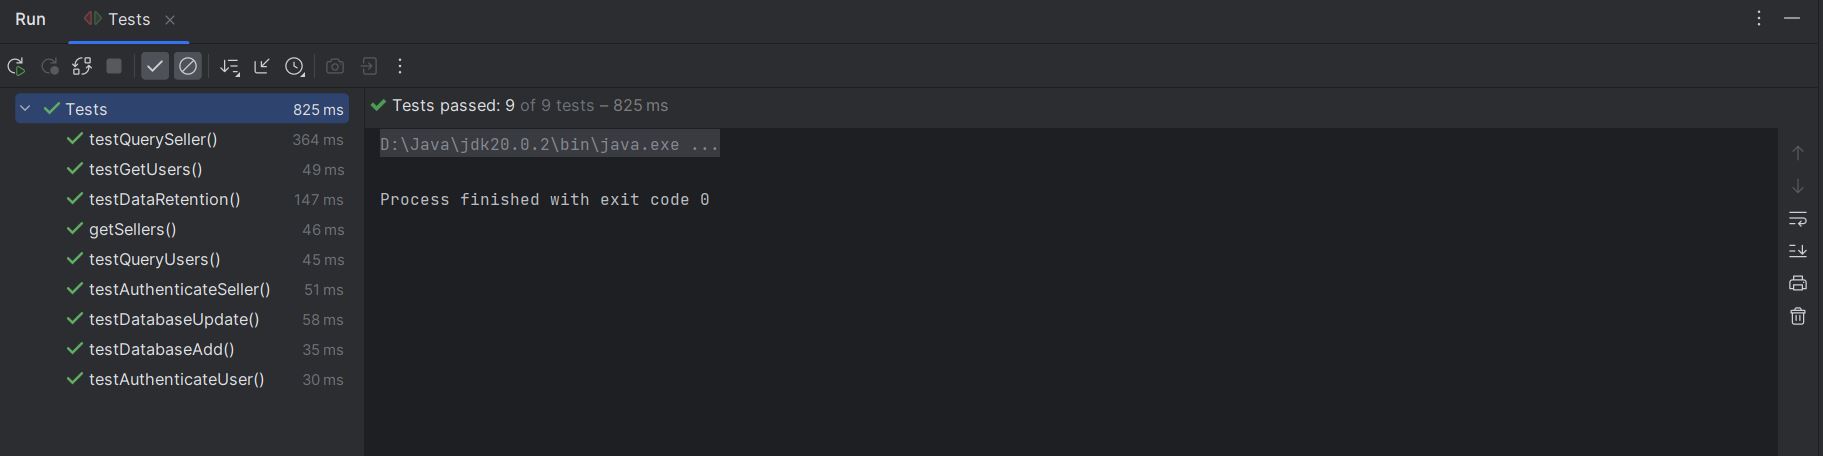 Run Tests
Tests 825 ms
testQuerySeller() 364 ms
testGetUsers() 49 ms
testDataRetention() 147 ms
getSellers() 46 ms
testQueryUsers() 45 ms
testAuthenticateSeller() 51 ms
testDatabaseUpdate() 58 ms
testDatabaseAdd() 35 ms
testAuthenticateUser() 30 ms
Tests passed: 9 of 9 tests – 825 ms
D:\Java\jdk20.0.2\bin\java.exe ...
Process finished with exit code 0